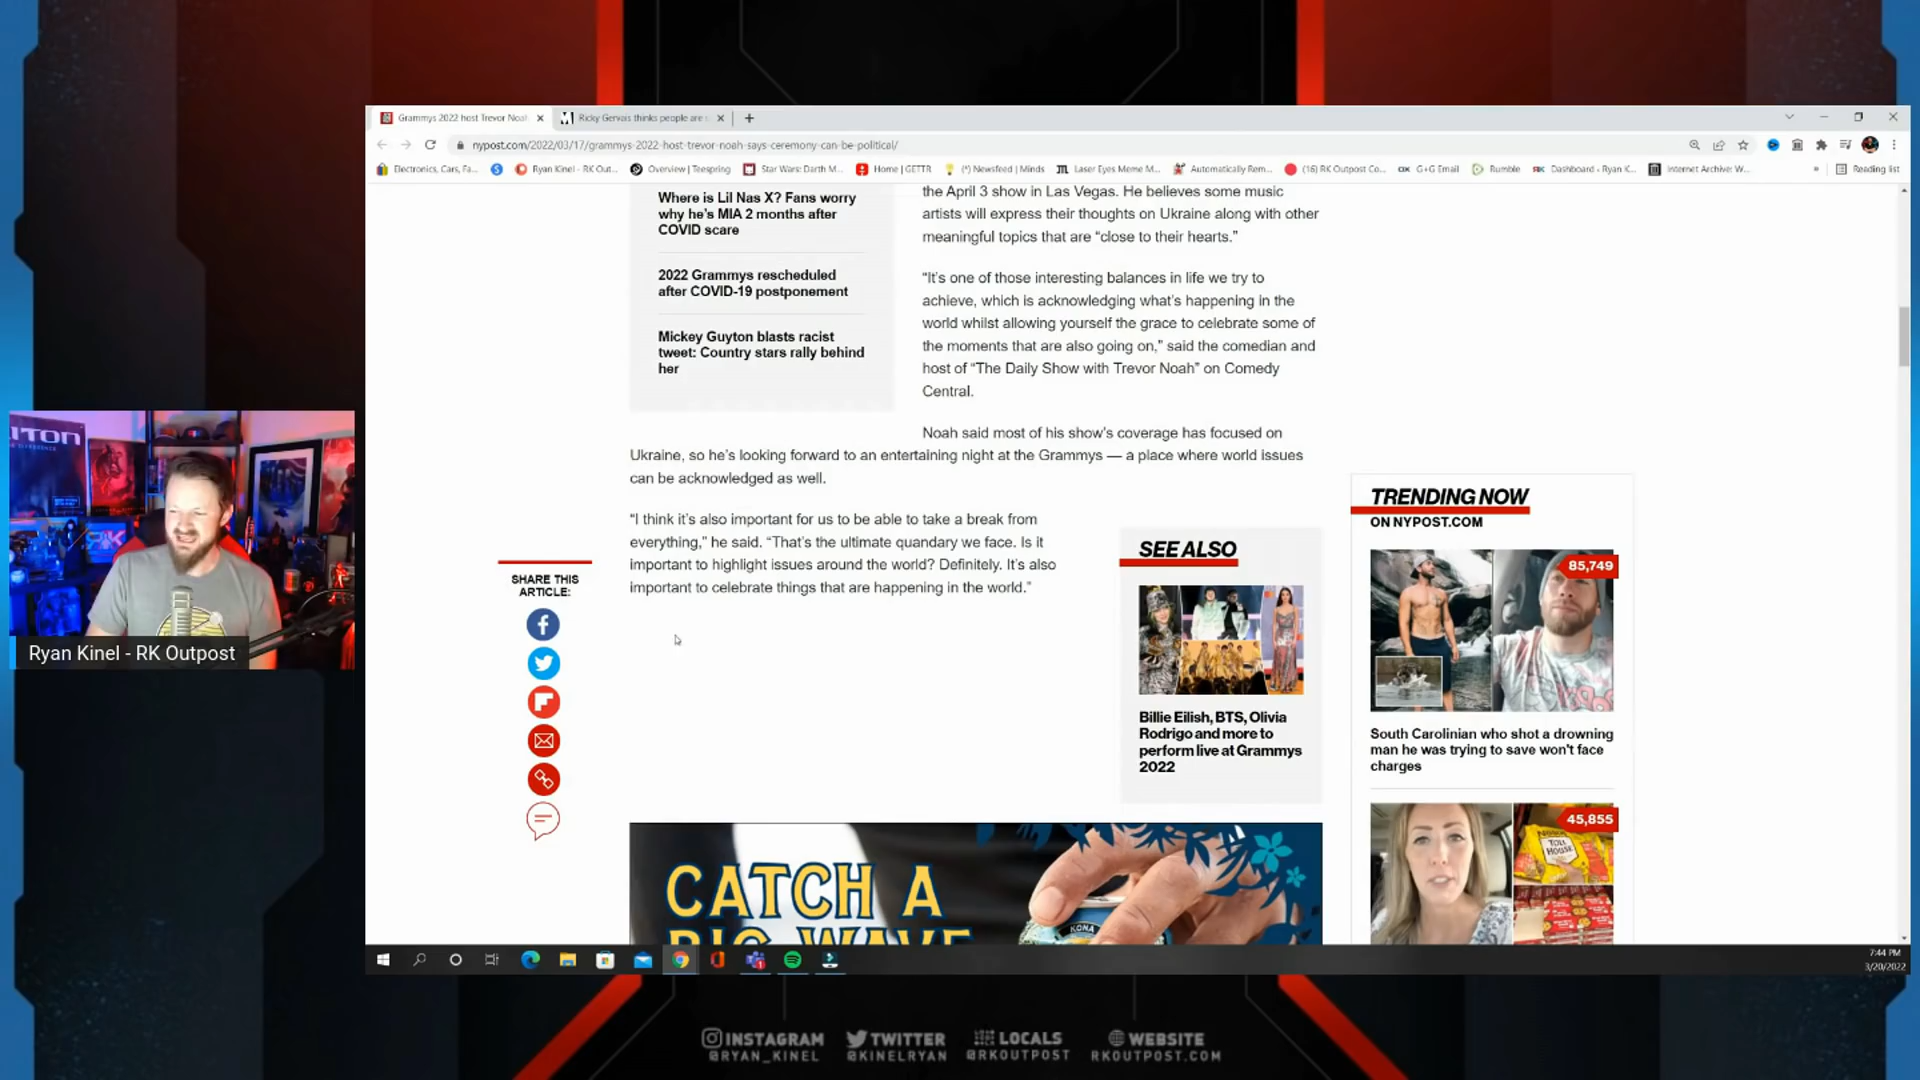 Grammys 2022 host Trevor Noah
Ricky Gervais thinks people are
nypost.com/2022/03/17/grammys-2022-host-trevor-noah-says-ceremony-can-be-political/
Electronics, Cars, Fa...
Ryan Kinel - RK Out...
Overview | Teespring
Star Wars: Darth M...
Home | GETTR
(*) Newsfeed | Minds
Laser Eyes Meme M...
Automatically Rem...
(16) RK Outpost Co...
G+G Email
Rumble
Dashboard - Ryan K...
Internet Archive: W...
»
Reading list
Where is Lil Nas X? Fans worry
why he’s MIA 2 months after
COVID scare
2022 Grammys rescheduled
after COVID-19 postponement
Mickey Guyton blasts racist
tweet: Country stars rally behind
her
the April 3 show in Las Vegas. He believes some music
artists will express their thoughts on Ukraine along with other
meaningful topics that are “close to their hearts.”
“It’s one of those interesting balances in life we try to
achieve, which is acknowledging what’s happening in the
world whilst allowing yourself the grace to celebrate some of
the moments that are also going on,” said the comedian and
host of “The Daily Show with Trevor Noah” on Comedy
Central.
Noah said most of his show’s coverage has focused on
Ukraine, so he’s looking forward to an entertaining night at the Grammys — a place where world issues
can be acknowledged as well.
“I think it’s also important for us to be able to take a break from
everything,” he said. “That’s the ultimate quandary we face. Is it
important to highlight issues around the world? Definitely. It’s also
important to celebrate things that are happening in the world.”
SHARE THIS
ARTICLE:
SEE ALSO
Billie Eilish, BTS, Olivia
Rodrigo and more to
perform live at Grammys
2022
TRENDING NOW
ON NYPOST.COM
85,749
South Carolinian who shot a drowning
man he was trying to save won't face
charges
45,855
TOLL
HOUSE
CATCH A
BIG WAVE
KONA
Ryan Kinel - RK Outpost
7:44 PM
3/20/2022
INSTAGRAM
@RYAN_KINEL
TWITTER
@KINELRYAN
LOCALS
@RKOUTPOST
WEBSITE
RKOUTPOST.COM